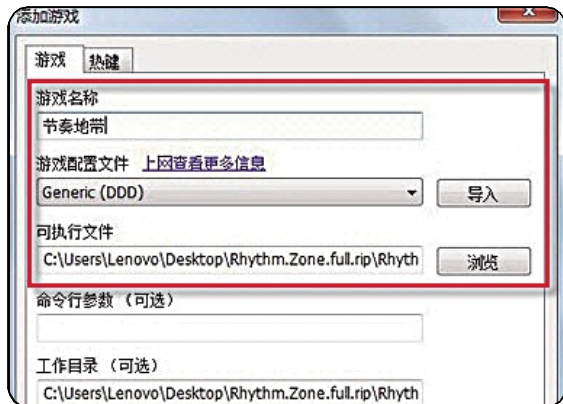 添加游戏
游戏 热键
游戏名称
节奏地带
游戏配置文件 上网查看更多信息
Generic (DDD) 导入
可执行文件
C:\Users\Lenovo\Desktop\Rhythm.Zone.full.rip\Rhyth 浏览
命令行参数（可选）
工作目录（可选）
C:\Users\Lenovo\Desktop\Rhythm.Zone.full.rip\Rhyth